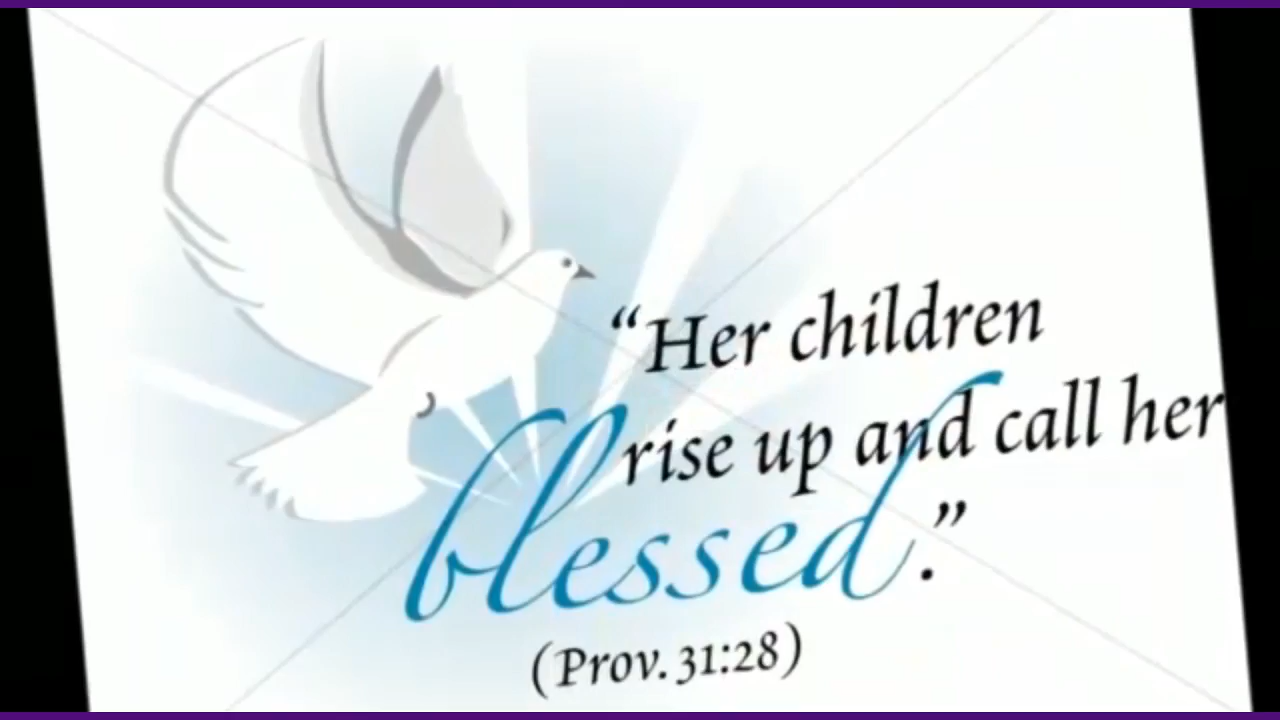 “Her children
rise up and call her
blessed.”
(Prov. 31:28)